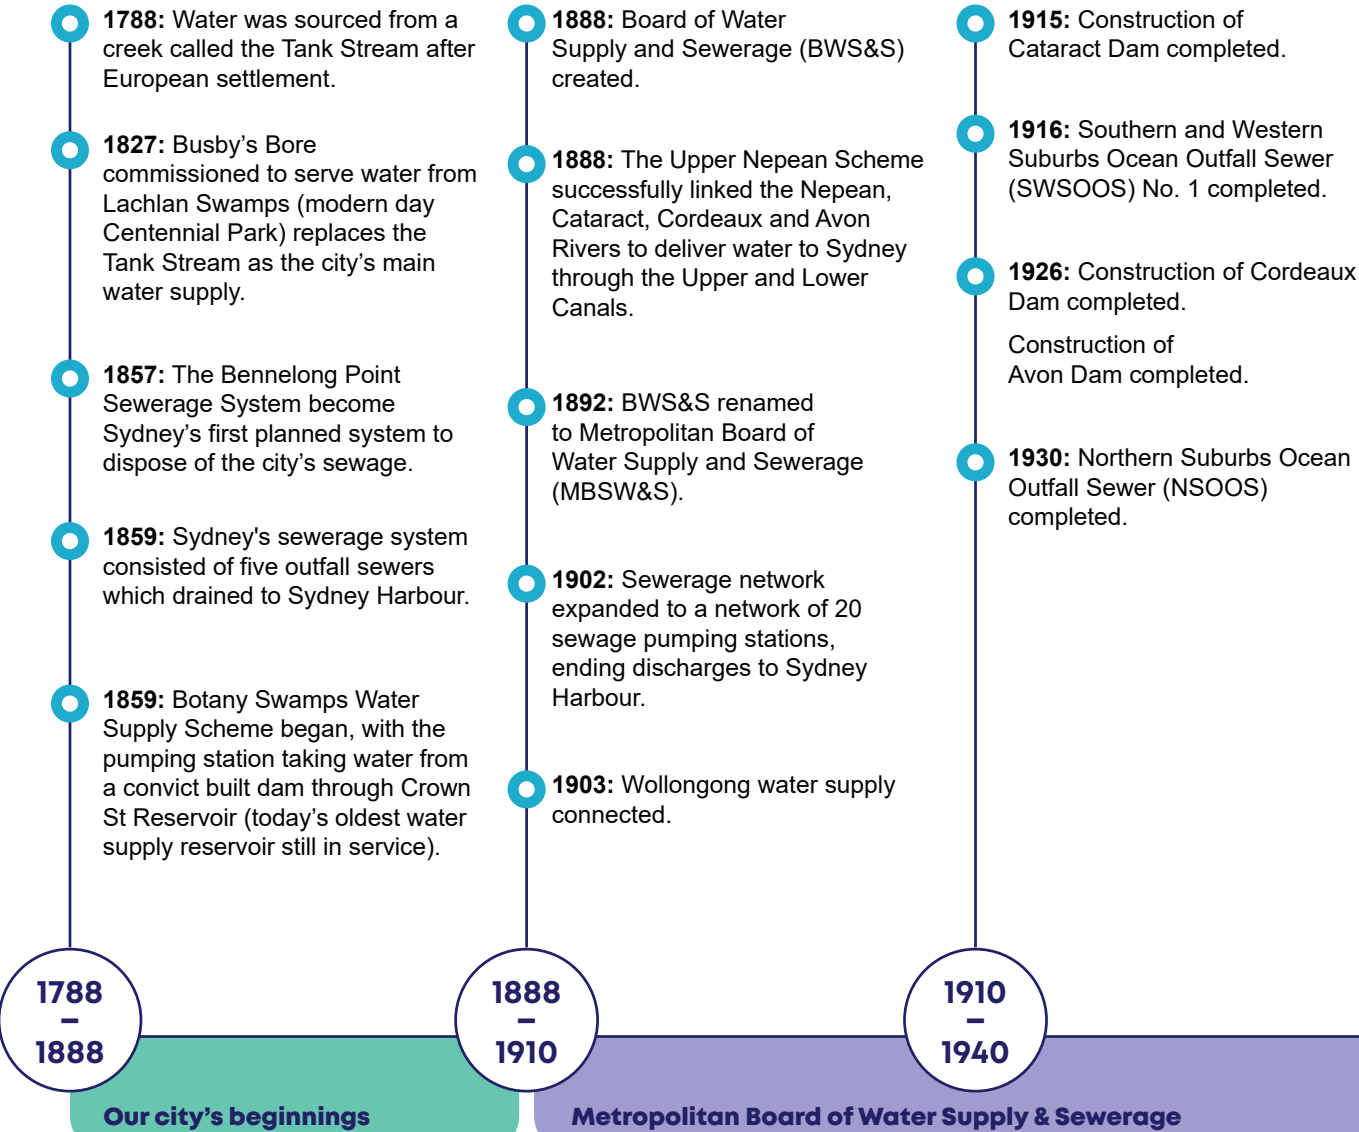 1788: Water was sourced from a
creek called the Tank Stream after
European settlement.
1827: Busby’s Bore
commissioned to serve water from
Lachlan Swamps (modern day
Centennial Park) replaces the
Tank Stream as the city’s main
water supply.
1857: The Bennelong Point
Sewerage System become
Sydney’s first planned system to
dispose of the city’s sewage.
1859: Sydney's sewerage system
consisted of five outfall sewers
which drained to Sydney Harbour.
1859: Botany Swamps Water
Supply Scheme began, with the
pumping station taking water from
a convict built dam through Crown
St Reservoir (today’s oldest water
supply reservoir still in service).
1788
–
1888
Our city’s beginnings
1888: Board of Water
Supply and Sewerage (BWS&S)
created.
1888: The Upper Nepean Scheme
successfully linked the Nepean,
Cataract, Cordeaux and Avon
Rivers to deliver water to Sydney
through the Upper and Lower
Canals.
1892: BWS&S renamed
to Metropolitan Board of
Water Supply and Sewerage
(MBSW&S).
1902: Sewerage network
expanded to a network of 20
sewage pumping stations,
ending discharges to Sydney
Harbour.
1903: Wollongong water supply
connected.
1888
–
1910
1915: Construction of
Cataract Dam completed.
1916: Southern and Western
Suburbs Ocean Outfall Sewer
(SWSOOS) No. 1 completed.
1926: Construction of Cordeaux
Dam completed.
Construction of
Avon Dam completed.
1930: Northern Suburbs Ocean
Outfall Sewer (NSOOS)
completed.
1910
–
1940
Metropolitan Board of Water Supply & Sewerage